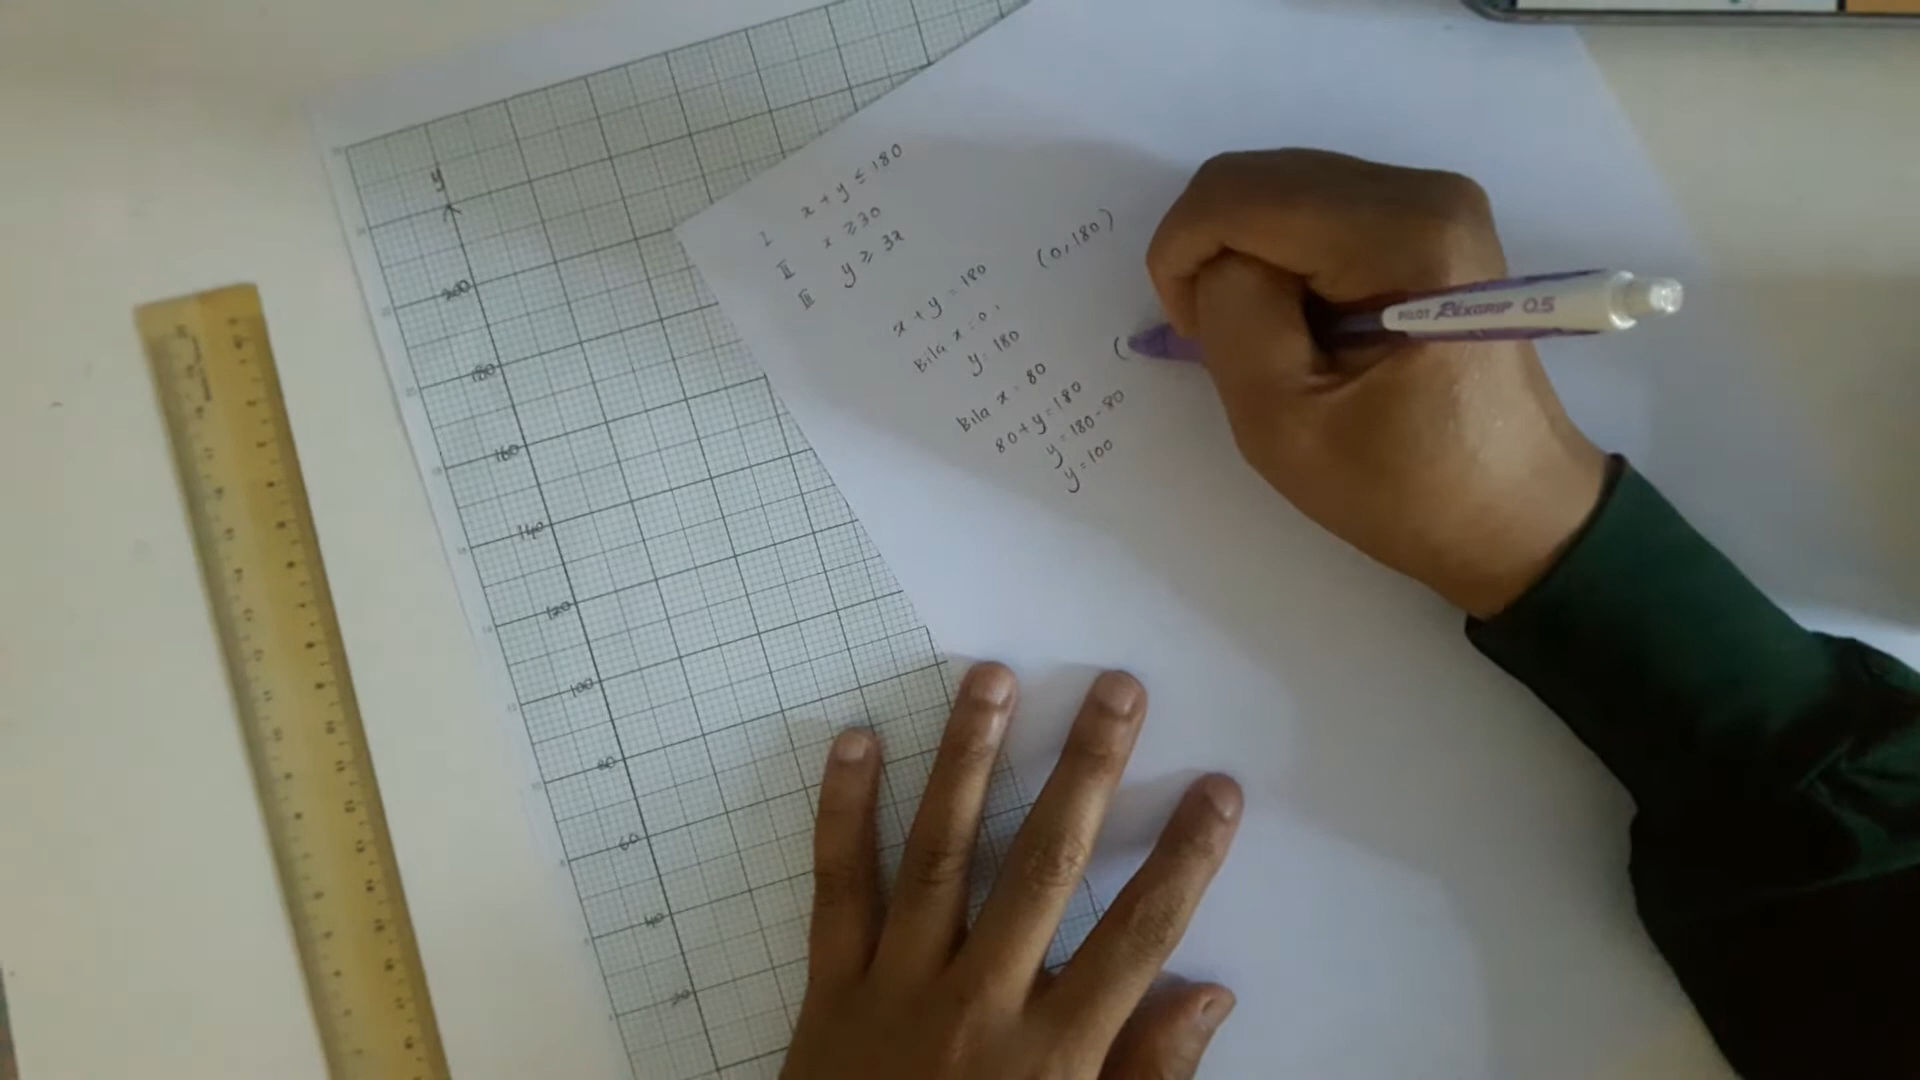 I x + y ≤ 180
II x ≥ 30
III y ≥ 32
x + y = 180 (0, 180)
Bila x = 0,
y = 180
Bila x = 80 (
80 + y = 180
y = 180 - 80
y = 100
y
200
180
160
140
120
100
80
60
40
20
PILOT REXGRIP 0.5